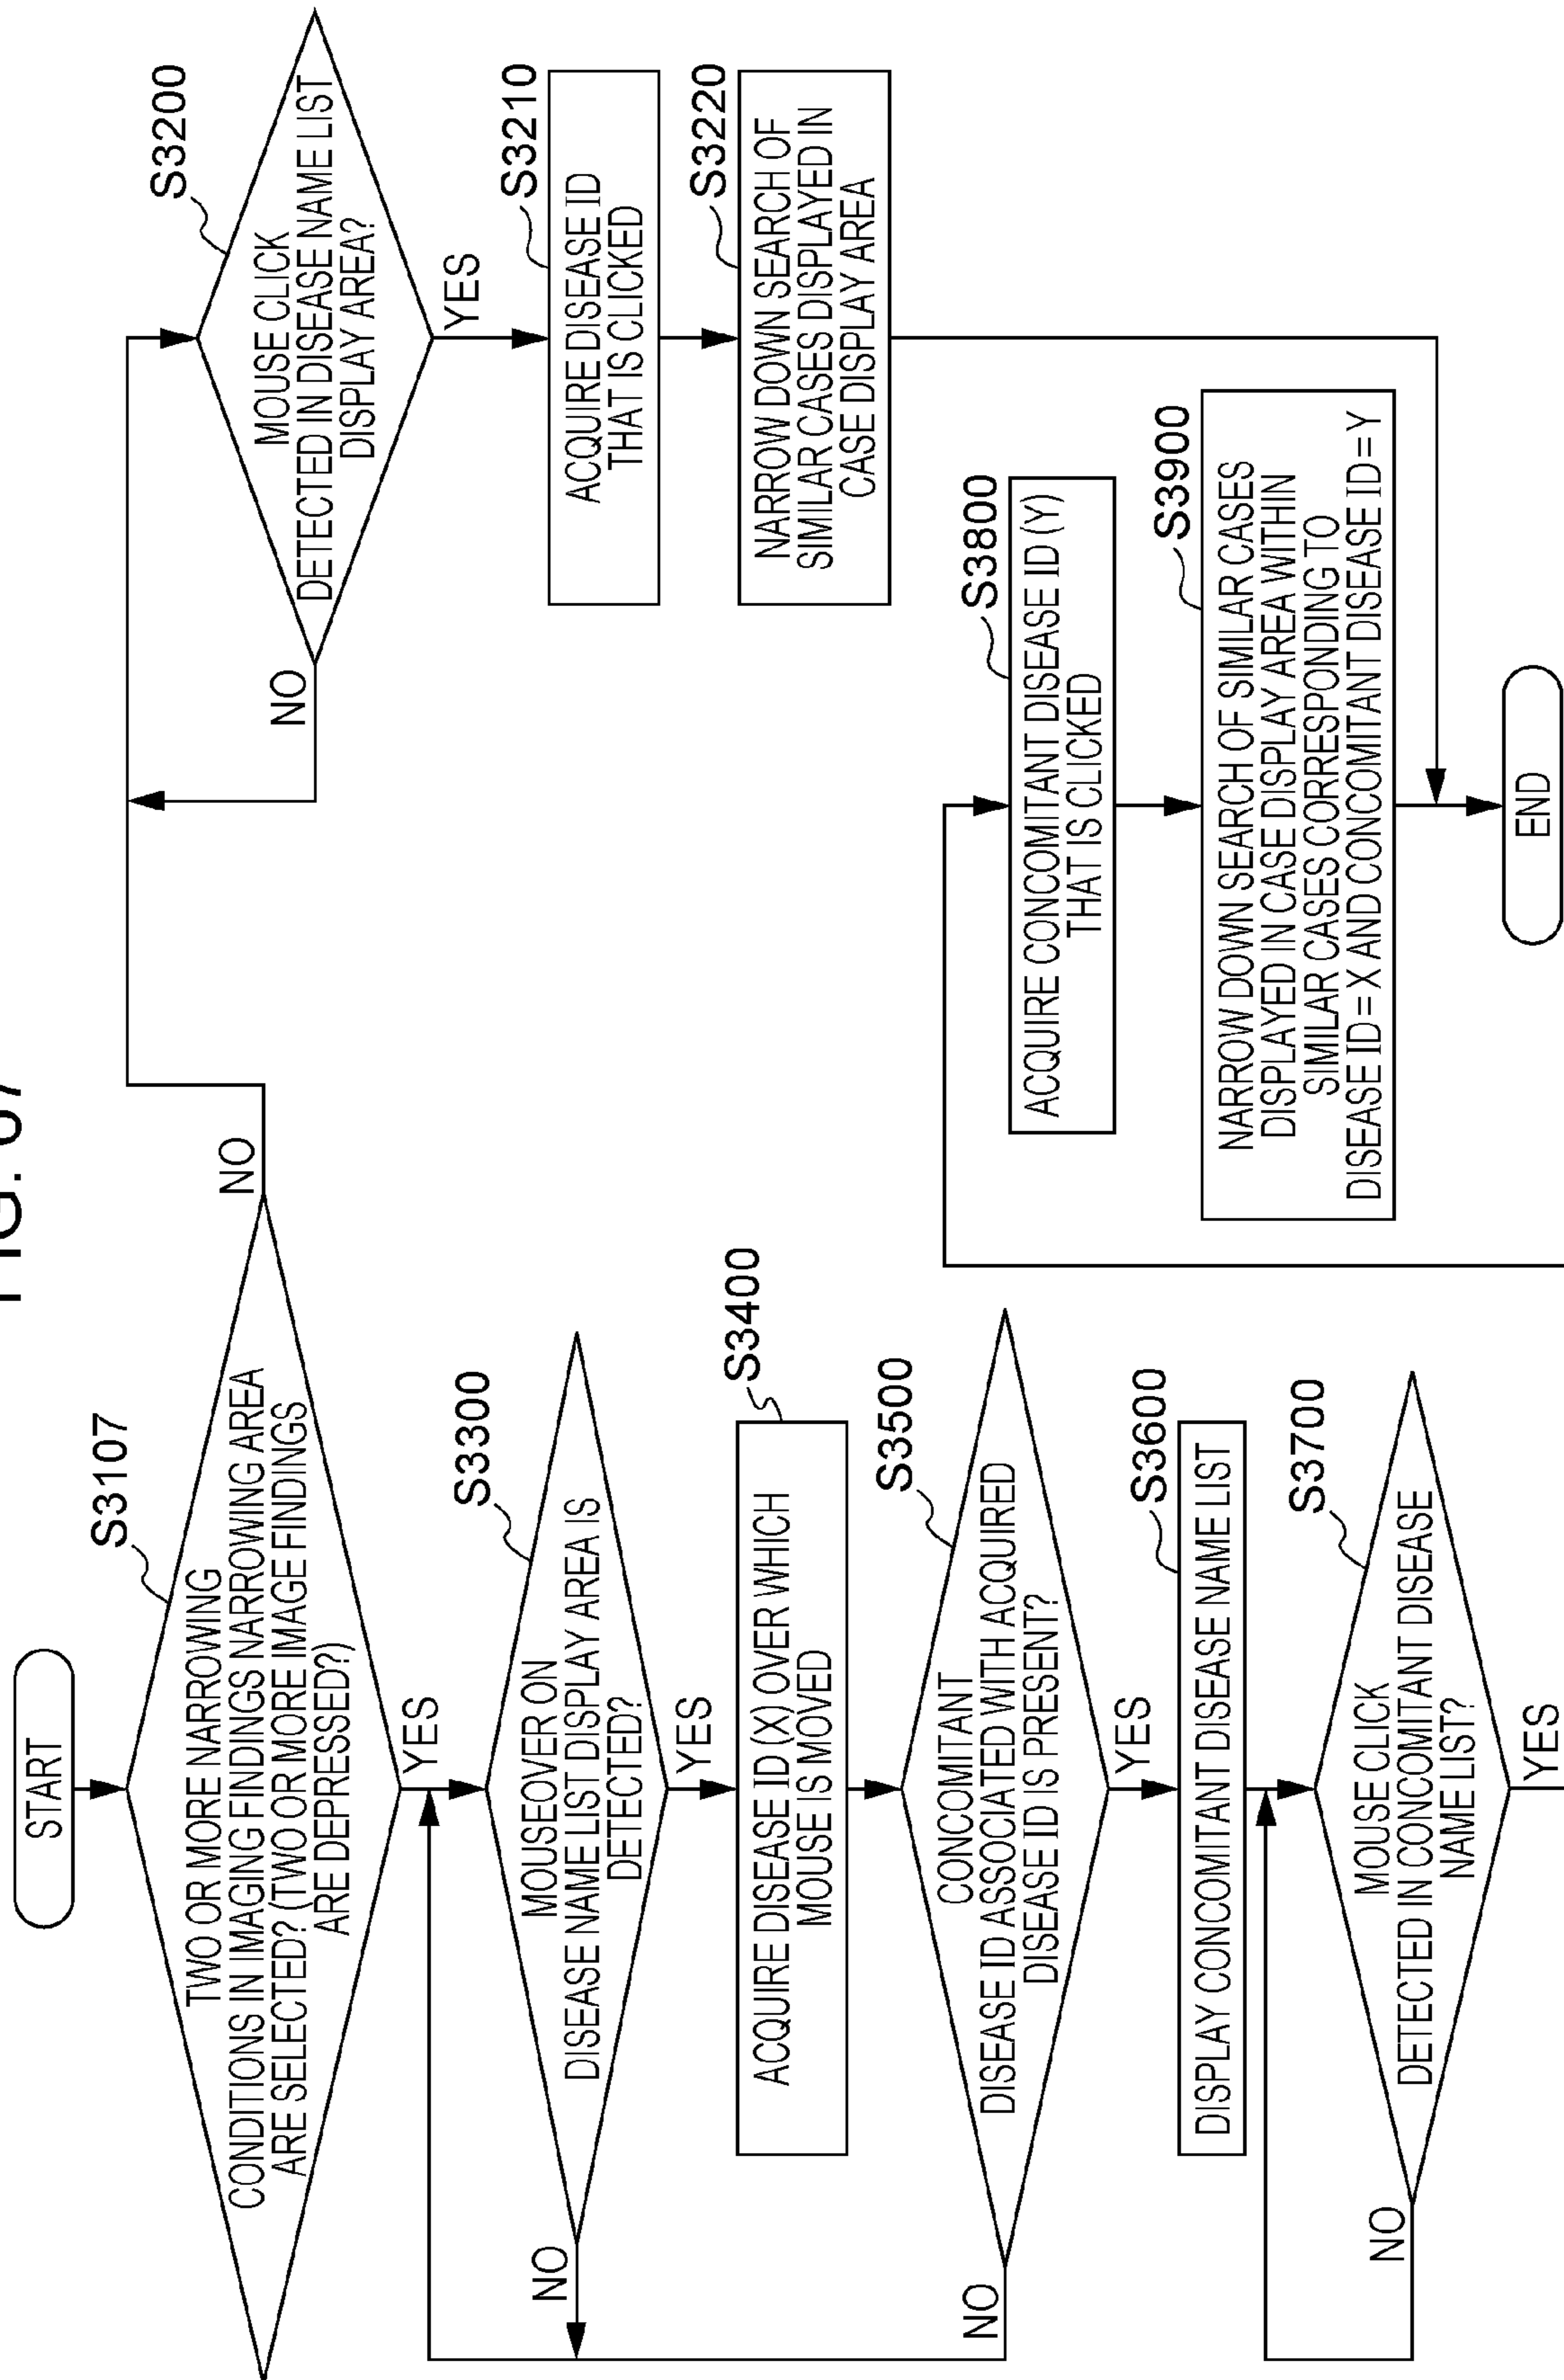 START
S3107
TWO OR MORE NARROWING
CONDITIONS IN IMAGING FINDINGS NARROWING AREA
ARE SELECTED? (TWO OR MORE IMAGE FINDINGS
ARE DEPRESSED?)
NO
YES
S3300
MOUSEOVER ON
DISEASE NAME LIST DISPLAY AREA IS
DETECTED?
NO
YES
S3400
ACQUIRE DISEASE ID (X) OVER WHICH
MOUSE IS MOVED
S3500
CONCOMITANT
DISEASE ID ASSOCIATED WITH ACQUIRED
DISEASE ID IS PRESENT?
NO
YES
S3600
DISPLAY CONCOMITANT DISEASE NAME LIST
S3700
MOUSE CLICK
DETECTED IN CONCOMITANT DISEASE
NAME LIST?
NO
YES
S3200
MOUSE CLICK
DETECTED IN DISEASE NAME LIST
DISPLAY AREA?
NO
YES
S3210
ACQUIRE DISEASE ID
THAT IS CLICKED
S3220
NARROW DOWN SEARCH OF
SIMILAR CASES DISPLAYED IN
CASE DISPLAY AREA
S3800
ACQUIRE CONCOMITANT DISEASE ID (Y)
THAT IS CLICKED
S3900
NARROW DOWN SEARCH OF SIMILAR CASES
DISPLAYED IN CASE DISPLAY AREA WITHIN
SIMILAR CASES CORRESPONDING TO
DISEASE ID = X AND CONCOMITANT DISEASE ID = Y
END